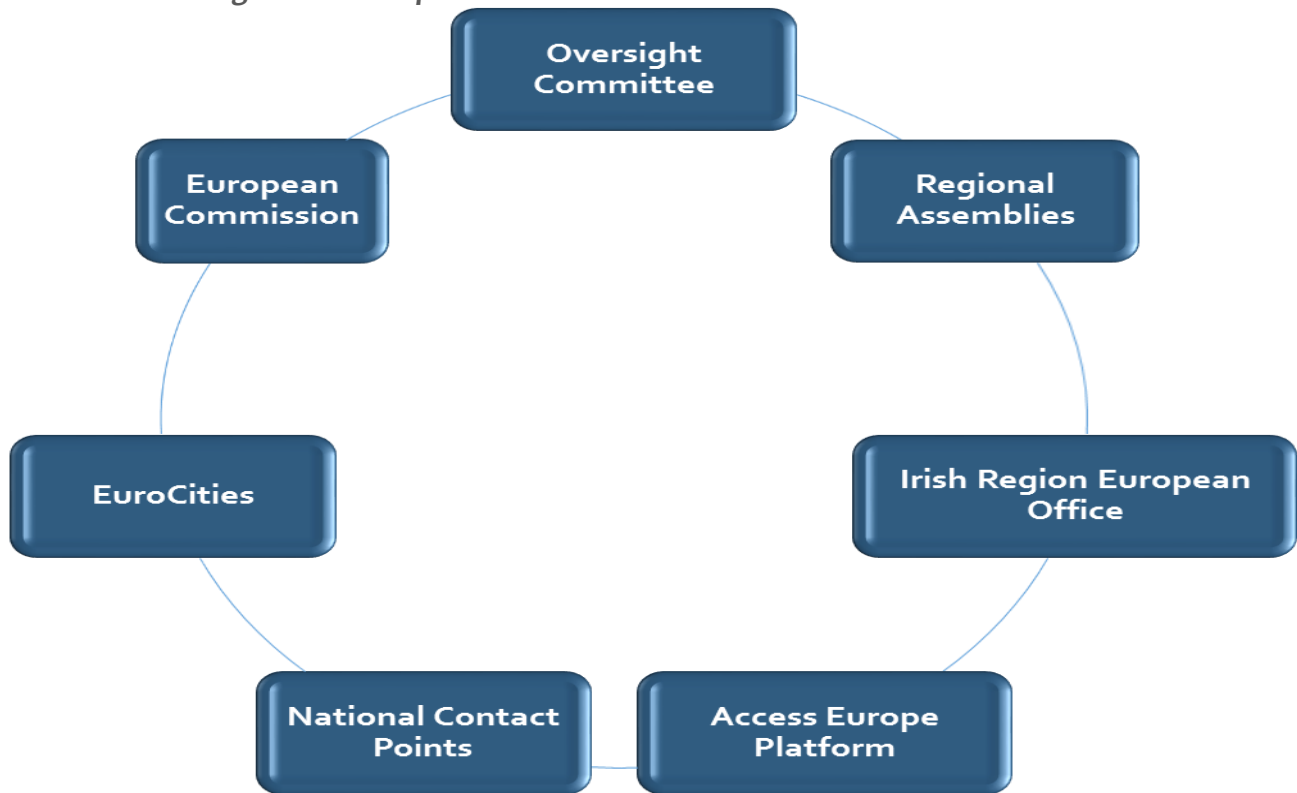 Oversight
Committee
Regional
Assemblies
Irish Region European
Office
Access Europe
Platform
National Contact
Points
EuroCities
European
Commission